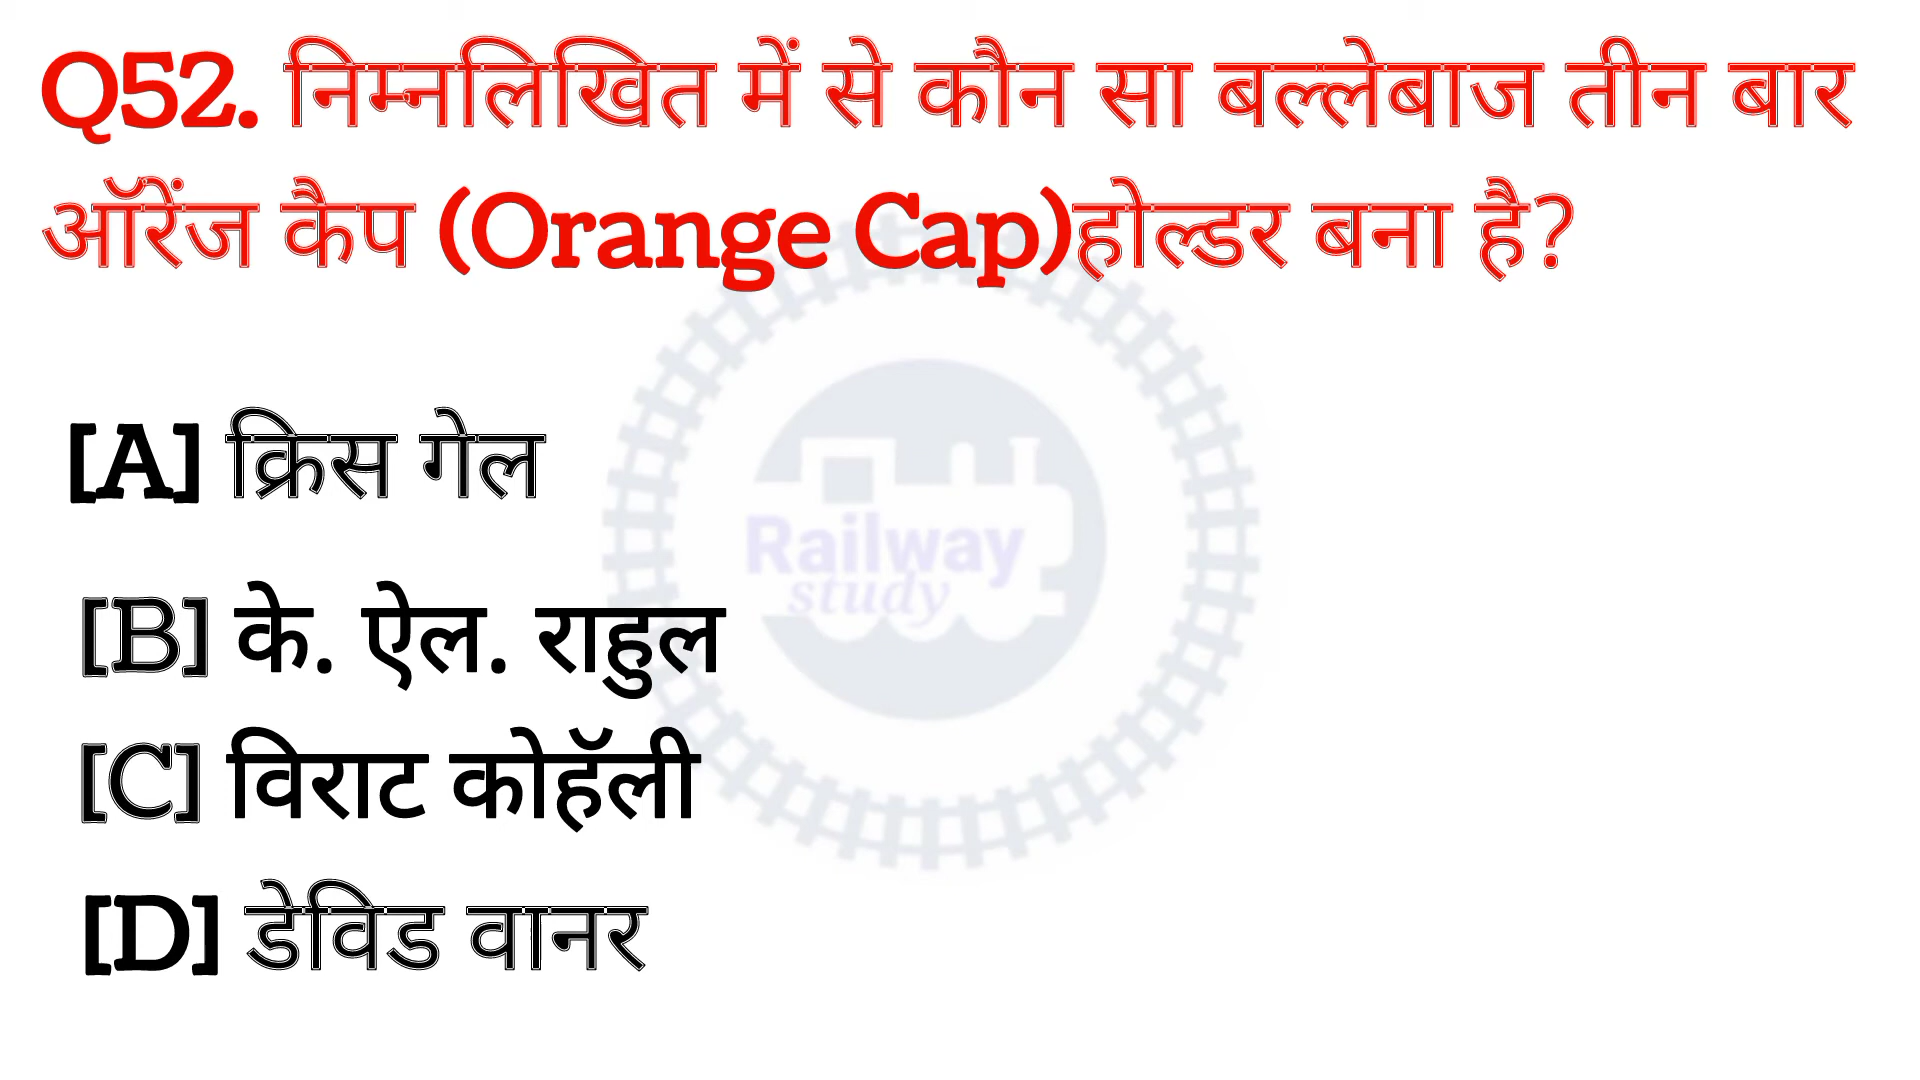 Q52. निम्नलिखित में से कौन सा बल्लेबाज तीन बार
ऑरेंज कैप (Orange Cap)होल्डर बना है?
[A] क्रिस गेल
[B] के. ऐल. राहुल
[C] विराट कोहॅली
[D] डेविड वानर
Railway
study